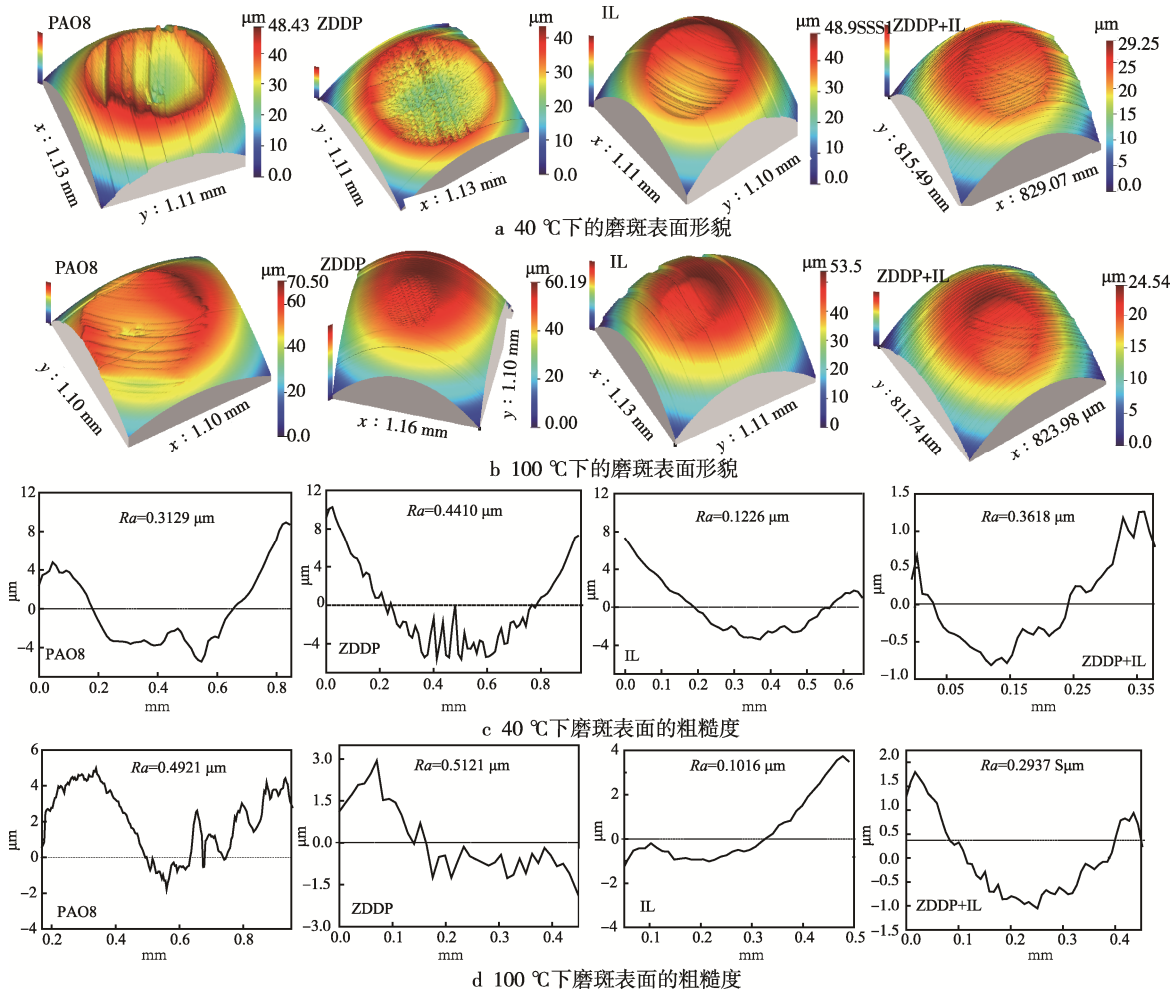 PAO8
μm
48.43
40
30
20
10
0.0
x：1.13 mm
y：1.11 mm
ZDDP
μm
40
30
20
10
0
y：1.11 mm
x：1.13 mm
IL
μm
48.9SSS1
40
30
20
10
0.0
x：1.11 mm
y：1.10 mm
ZDDP+IL
μm
29.25
25
20
15
10
5
0.0
y：815.49 mm
x：829.07 mm
a 40 ℃下的磨斑表面形貌
PAO8
μm
70.50
60
40
20
0.0
y：1.10 mm
x：1.10 mm
ZDDP
μm
60.19
40
20
0.00
x：1.16 mm
y：1.10 mm
IL
μm
53.5
40
30
20
10
0
x：1.13 mm
y：1.11 mm
ZDDP+IL
μm
24.54
20
15
10
5
0.0
y：811.74 μm
x：823.98 μm
b 100 ℃下的磨斑表面形貌
12
8
4
0
−4
μm
Ra=0.3129 μm
PAO8
0.0 0.2 0.4 0.6 0.8
mm
12
8
4
0
−4
μm
Ra=0.4410 μm
ZDDP
0.0 0.2 0.4 0.6 0.8
mm
12
8
4
0
−4
μm
Ra=0.1226 μm
IL
0.0 0.1 0.2 0.3 0.4 0.5 0.6
mm
1.5
1.0
0.5
0.0
−0.5
−1.0
μm
Ra=0.3618 μm
ZDDP+IL
0.05 0.15 0.25 0.35
mm
c 40 ℃下磨斑表面的粗糙度
6
4
2
0
−2
−4
μm
Ra=0.4921 μm
PAO8
0.2 0.4 0.6 0.8
mm
3.0
1.5
0.0
−1.5
−3.0
μm
Ra=0.5121 μm
ZDDP
0.0 0.1 0.2 0.3 0.4
mm
4
2
0
−2
−4
μm
Ra=0.1016 μm
IL
0.1 0.2 0.3 0.4 0.5
mm
2.0
1.5
1.0
0.5
0.0
−0.5
−1.0
−1.5
μm
Ra=0.2937 Sμm
ZDDP+IL
0.0 0.1 0.2 0.3 0.4
mm
d 100 ℃下磨斑表面的粗糙度